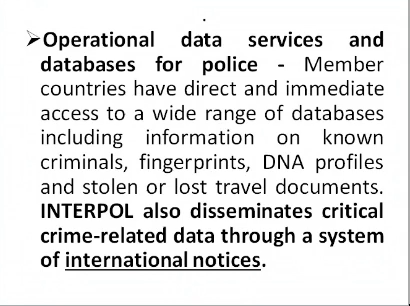 ➢Operational data services and
databases for police - Member
countries have direct and immediate
access to a wide range of databases
including information on known
criminals, fingerprints, DNA profiles
and stolen or lost travel documents.
INTERPOL also disseminates critical
crime-related data through a system
of international notices.